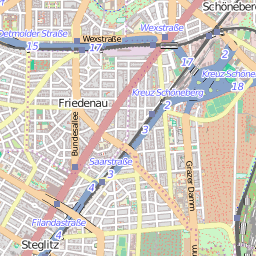 Schöneberg
Detmolder Straße
15
17
Wexstraße
Wexstraße
17
Kreuz Schöneberg
18
Kreuz Schöneberg
2
2
Friedenau
Bundesallee
3
Saarstraße
3
3
4
4
Grazer Damm
Filandastraße
Steglitz